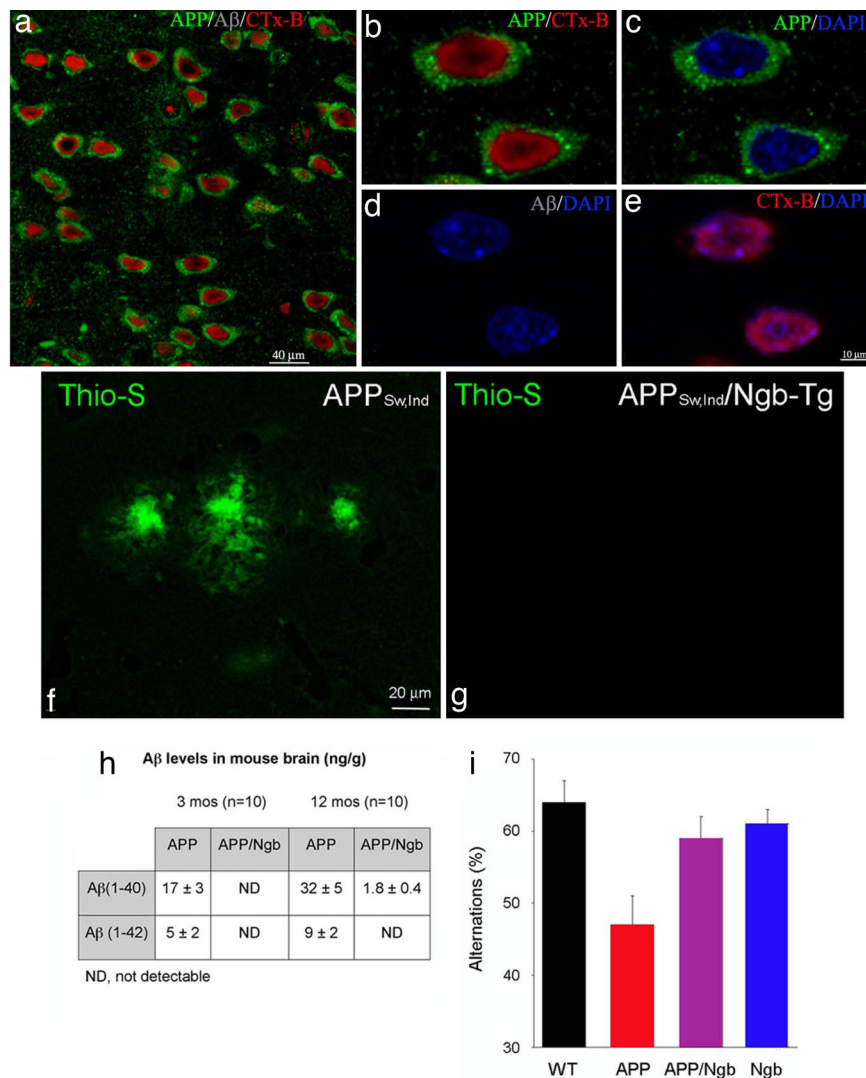 a
APP/Aβ/CTx-B
40 µm
b
APP/CTx-B
c
APP/DAPI
d
Aβ/DAPI
e
CTx-B/DAPI
10 µm
Thio-S
APPSw,Ind
f
20 µm
Thio-S
APPSw,Ind/Ngb-Tg
g
h
Aβ levels in mouse brain (ng/g)
3 mos (n=10) 12 mos (n=10)
APP APP/Ngb APP APP/Ngb
Aβ(1-40) 17 ± 3 ND 32 ± 5 1.8 ± 0.4
Aβ (1-42) 5 ± 2 ND 9 ± 2 ND
ND, not detectable
i
Alternations (%)
70
60
50
40
30
WT APP APP/Ngb Ngb